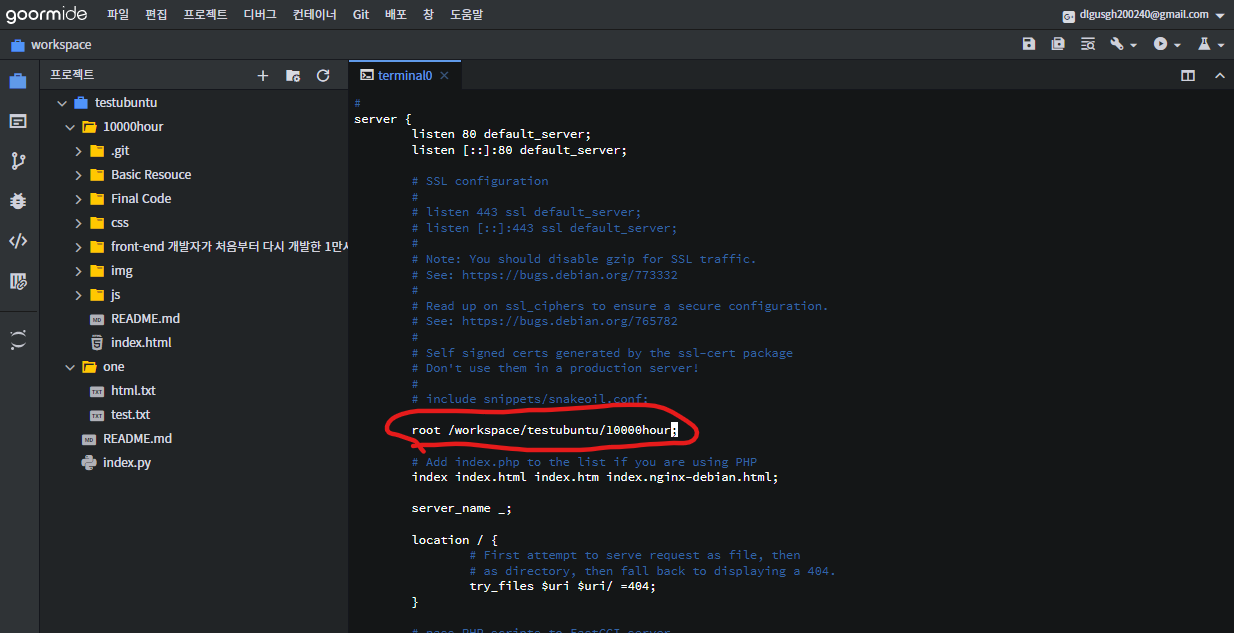 goormide 파일 편집 프로젝트 디버그 컨테이너 Git 배포 창 도움말 G+ dlgusgh200240@gmail.com
workspace
프로젝트
testubuntu
10000hour
.git
Basic Resouce
Final Code
css
front-end 개발자가 처음부터 다시 개발한 1만시
img
js
README.md
index.html
one
html.txt
test.txt
README.md
index.py
terminal0
#
server {
listen 80 default_server;
listen [::]:80 default_server;
# SSL configuration
#
# listen 443 ssl default_server;
# listen [::]:443 ssl default_server;
#
# Note: You should disable gzip for SSL traffic.
# See: https://bugs.debian.org/773332
#
# Read up on ssl_ciphers to ensure a secure configuration.
# See: https://bugs.debian.org/765782
#
# Self signed certs generated by the ssl-cert package
# Don't use them in a production server!
#
# include snippets/snakeoil.conf;
root /workspace/testubuntu/10000hour;
# Add index.php to the list if you are using PHP
index index.html index.htm index.nginx-debian.html;
server_name _;
location / {
# First attempt to serve request as file, then
# as directory, then fall back to displaying a 404.
try_files $uri $uri/ =404;
}
# pass PHP scripts to FastCGI server